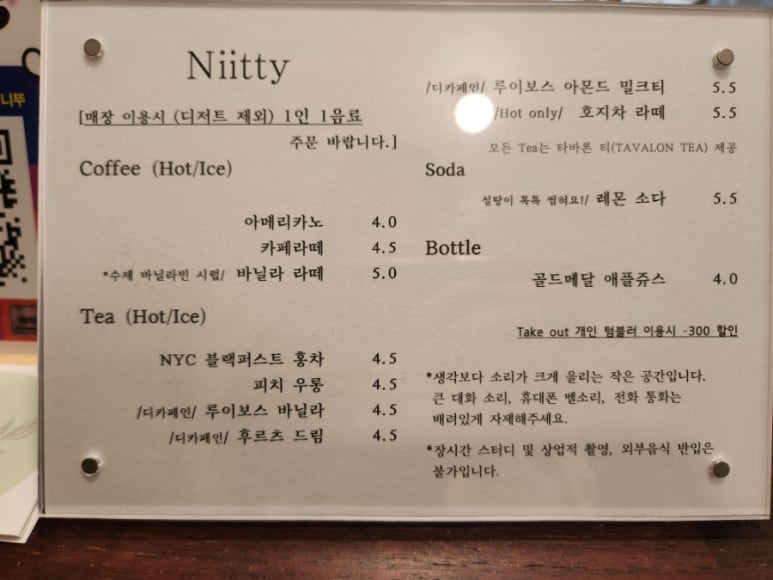 니뚜
Niitty
[매장 이용시 (디저트 제외) 1인 1음료
주문 바랍니다.]
Coffee (Hot/Ice)
아메리카노 4.0
카페라떼 4.5
*수제 바닐라빈 시럽/ 바닐라 라떼 5.0
Tea (Hot/Ice)
NYC 블랙퍼스트 홍차 4.5
피치 우롱 4.5
/디카페인/ 루이보스 바닐라 4.5
/디카페인/ 후르츠 드림 4.5
/디카페인/ 루이보스 아몬드 밀크티 5.5
/Hot only/ 호지차 라떼 5.5
모든 Tea는 타바론 티(TAVALON TEA) 제공
Soda
설탕이 톡톡 씹혀요!/ 레몬 소다 5.5
Bottle
골드메달 애플쥬스 4.0
Take out 개인 텀블러 이용시 -300 할인
*생각보다 소리가 크게 울리는 작은 공간입니다.
큰 대화 소리, 휴대폰 벨소리, 전화 통화는
배려있게 자제해주세요.
*장시간 스터디 및 상업적 촬영, 외부음식 반입은
불가입니다.